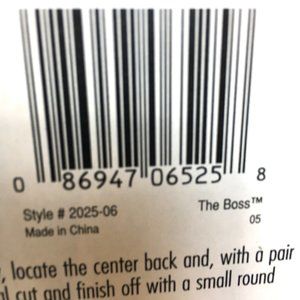 0 86947 06525 8
Style # 2025-06 The Boss™
Made in China 05
, locate the center back and, with a pair
cut and finish off with a small round